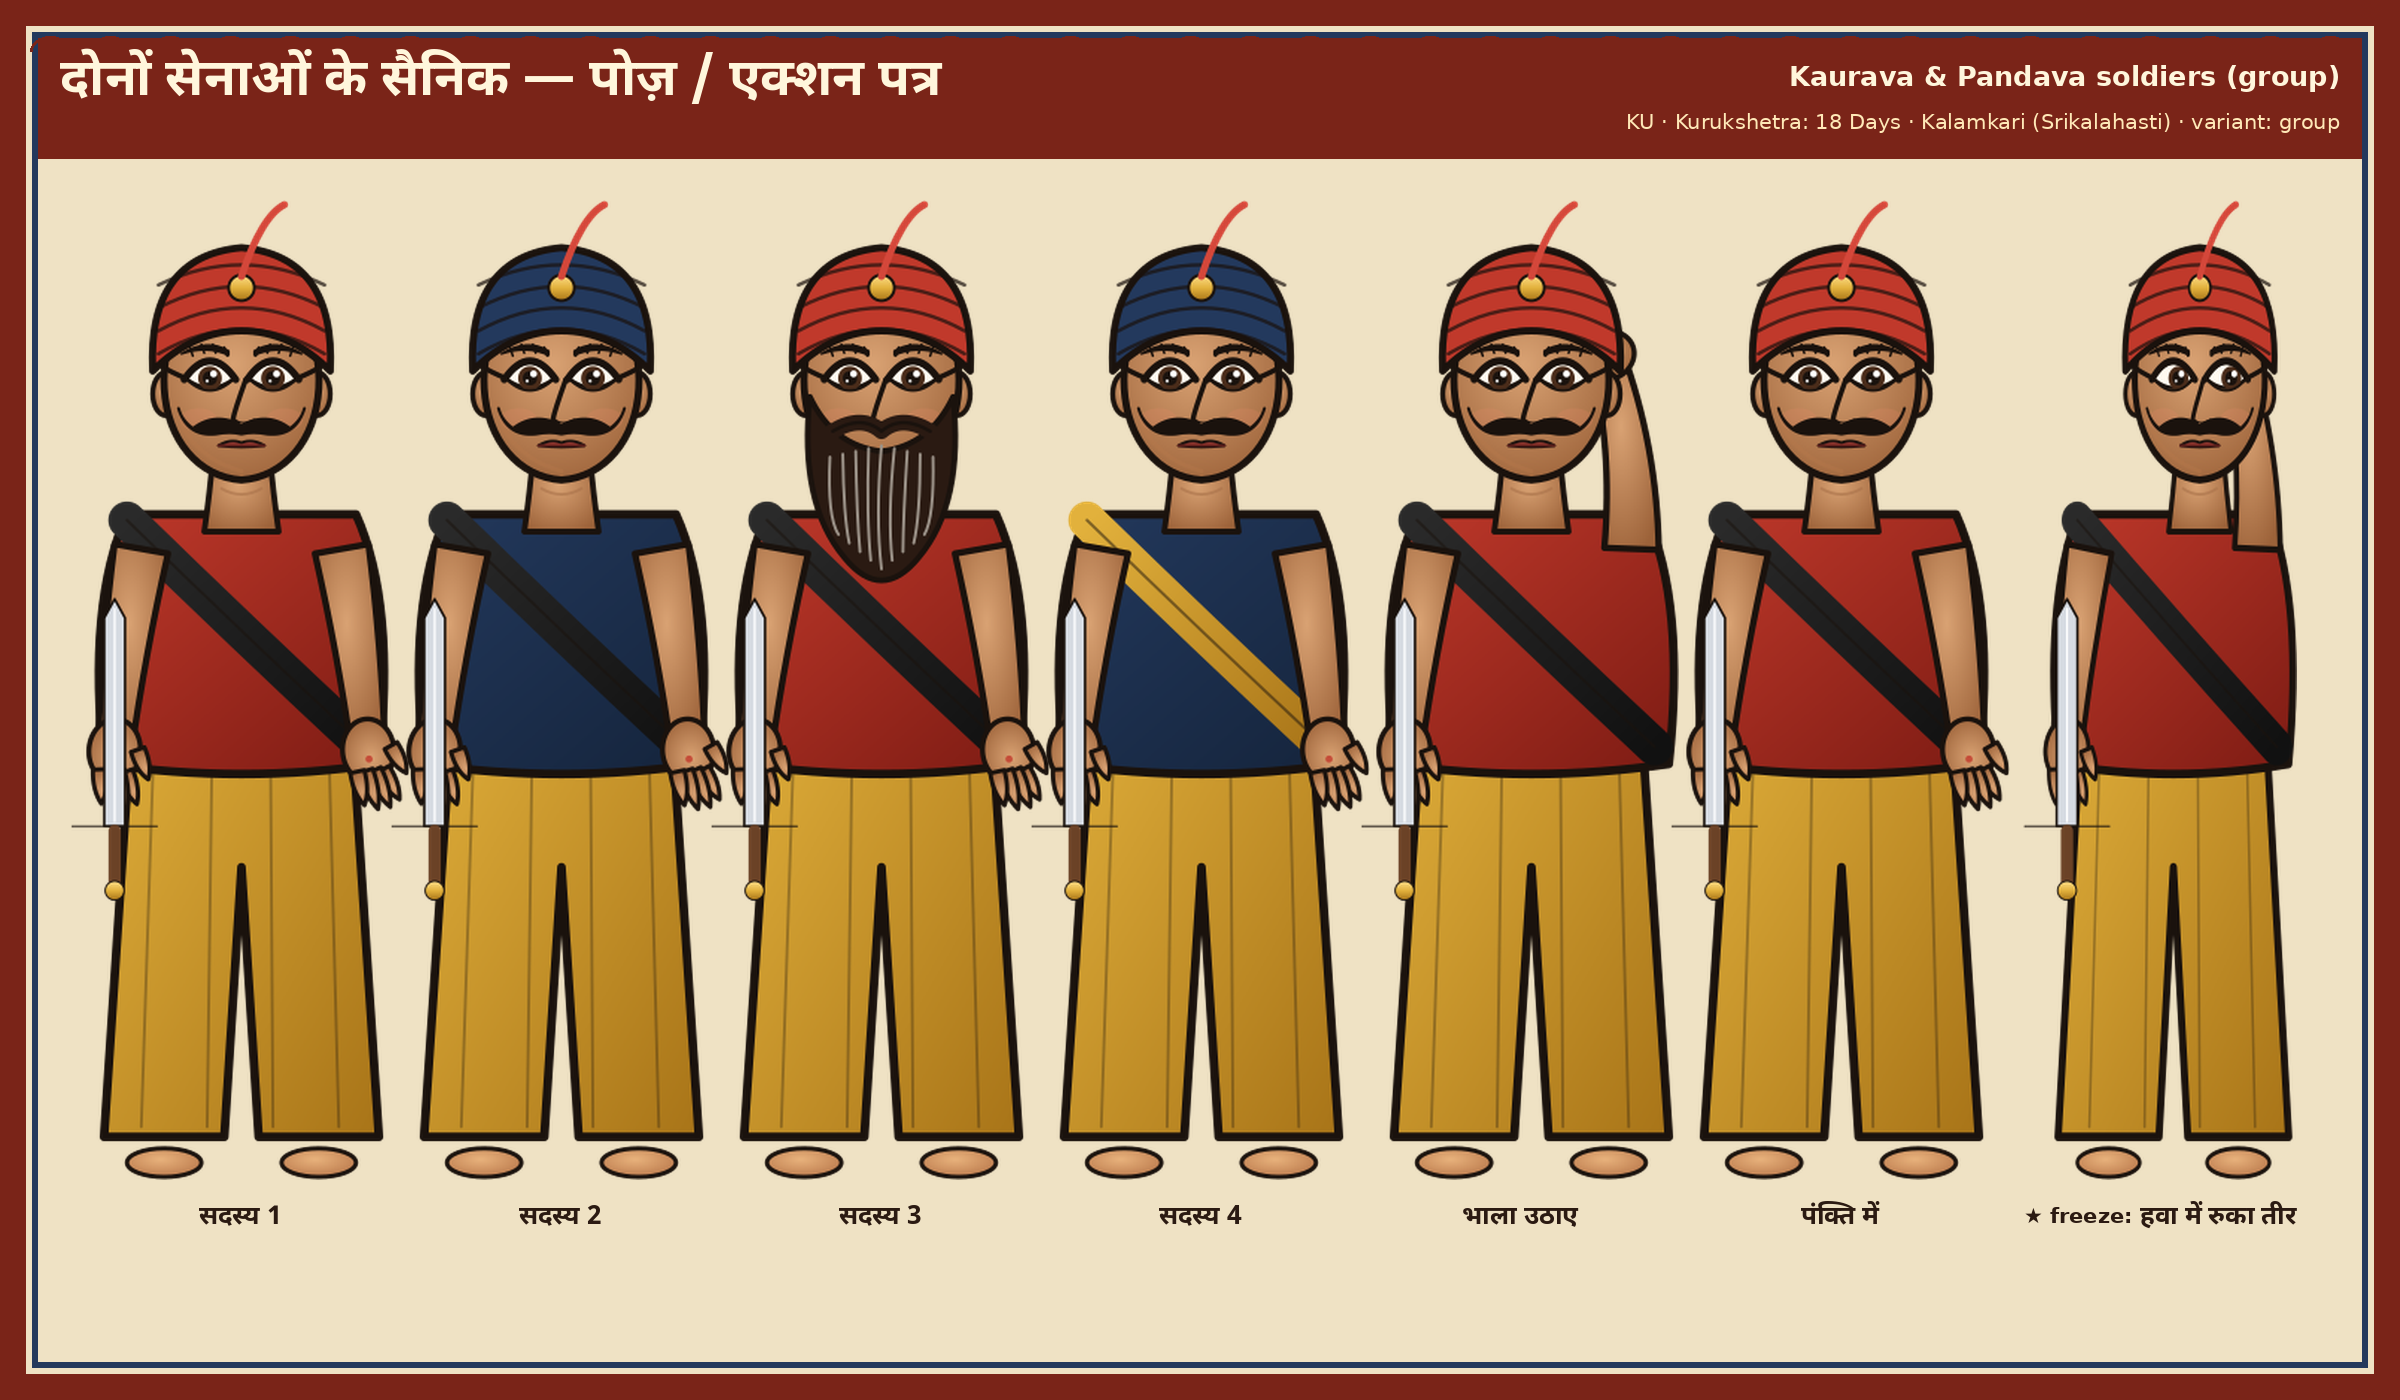 दोनों सेनाओं के सैनिक — पोज़ / एक्शन पत्र
Kaurava & Pandava soldiers (group)
KU · Kurukshetra: 18 Days · Kalamkari (Srikalahasti) · variant: group
सदस्य 1
सदस्य 2
सदस्य 3
सदस्य 4
भाला उठाए
पंक्ति में
★ freeze: हवा में रुका तीर